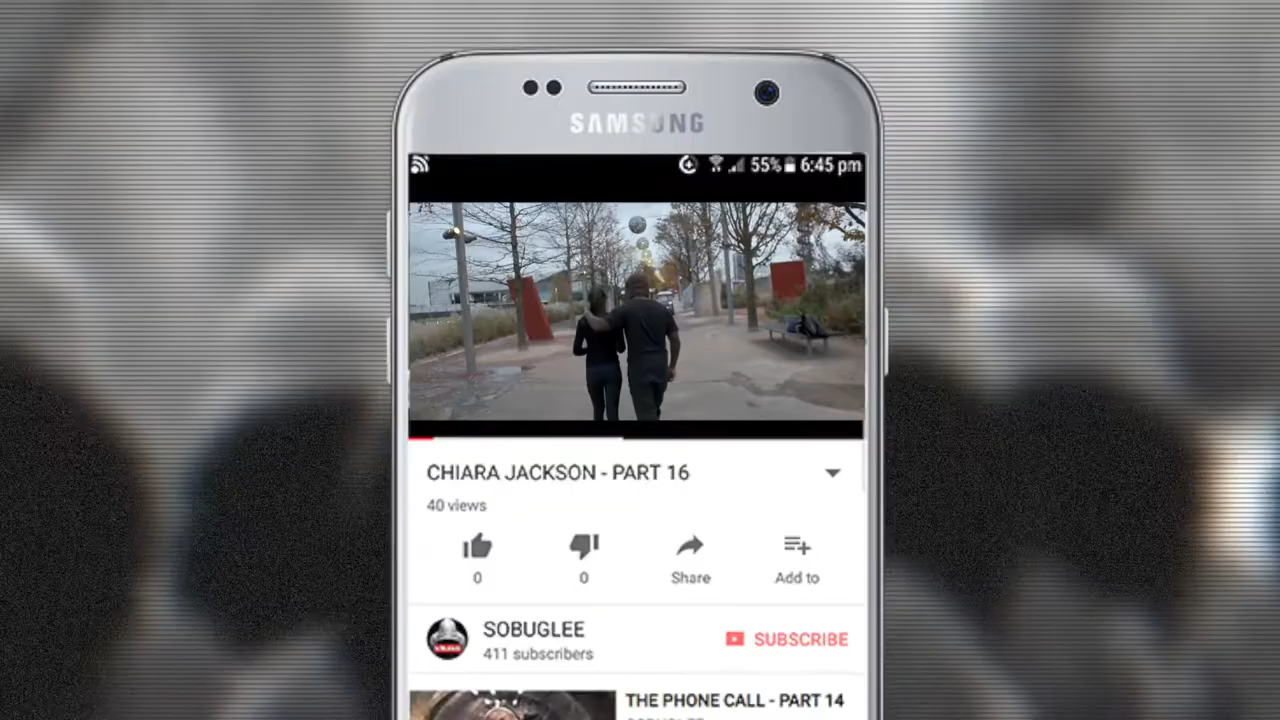 SAMSUNG
55% 6:45 pm
CHIARA JACKSON - PART 16
40 views
0 0 Share Add to
SOBUGLEE
411 subscribers
SUBSCRIBE
THE PHONE CALL - PART 14